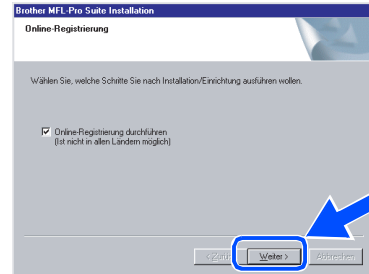 Brother MFL-Pro Suite Installation
Online-Registrierung
Wählen Sie, welche Schritte Sie nach Installation/Einrichtung ausführen wollen.
Online-Registrierung durchführen
(Ist nicht in allen Ländern möglich)
Weiter > Abbrechen